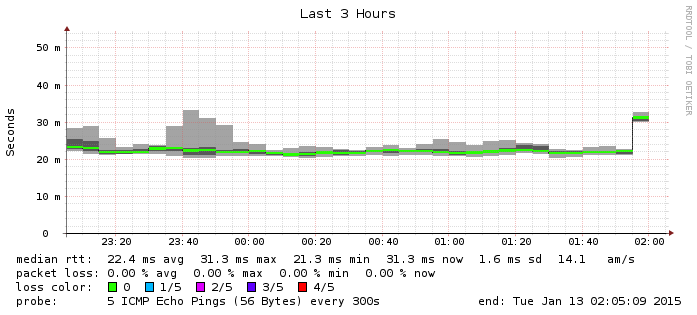 Last 3 Hours
RRDTOOL / TOBI OETIKER
Seconds
50 m
40 m
30 m
20 m
10 m
0
23:20 23:40 00:00 00:20 00:40 01:00 01:20 01:40 02:00
median rtt: 22.4 ms avg 31.3 ms max 21.3 ms min 31.3 ms now 1.6 ms sd 14.1 am/s
packet loss: 0.00 % avg 0.00 % max 0.00 % min 0.00 % now
loss color: 0 1/5 2/5 3/5 4/5
probe: 5 ICMP Echo Pings (56 Bytes) every 300s end: Tue Jan 13 02:05:09 2015